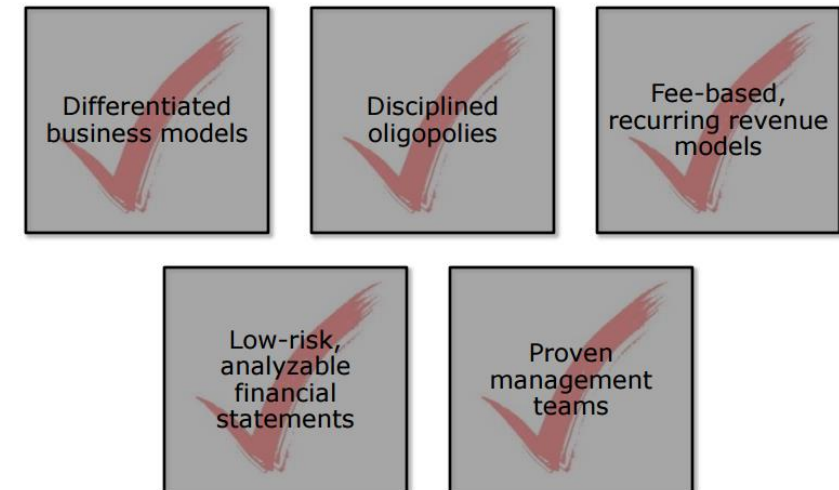 Differentiated
business models
Disciplined
oligopolies
Fee-based,
recurring revenue
models
Low-risk,
analyzable
financial
statements
Proven
management
teams